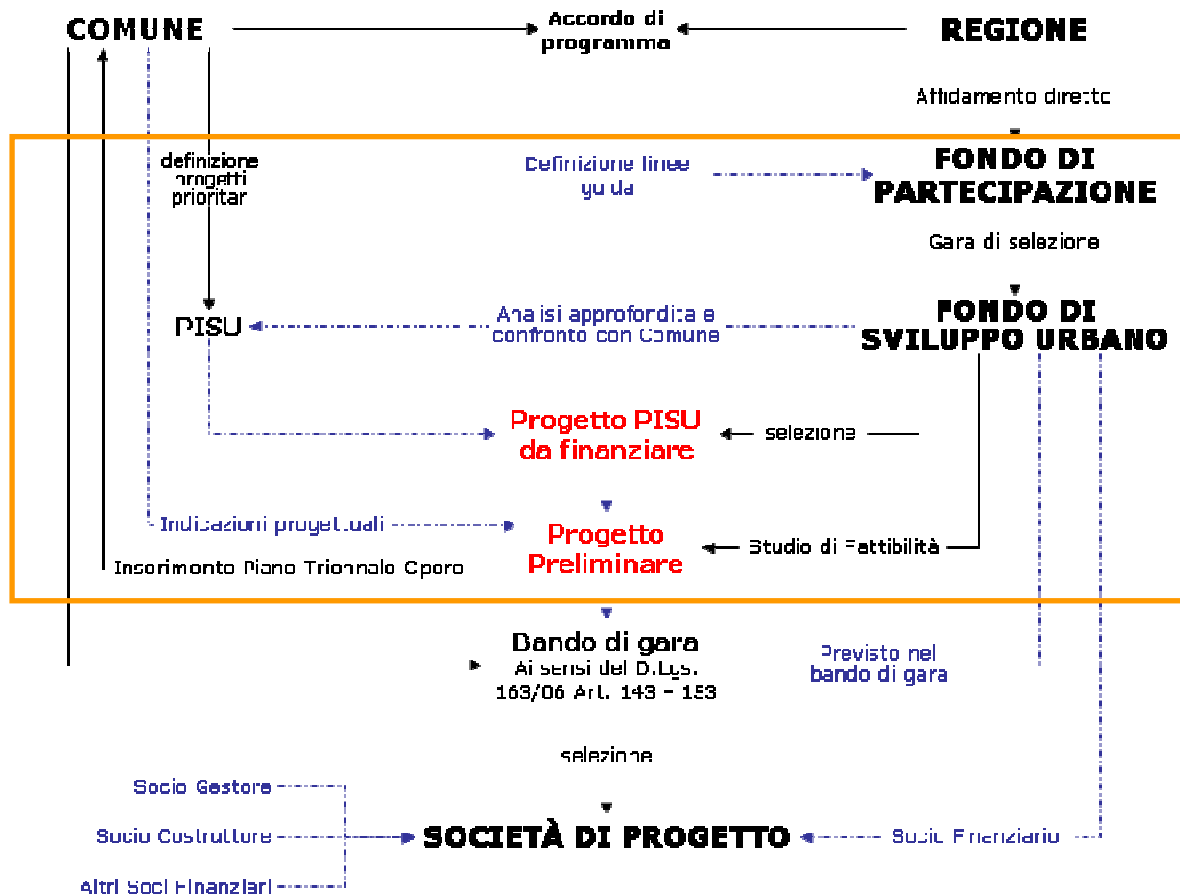 COMUNE
Accordo di
programma
REGIONE
Affidamento diretto
definizione
progetti
prioritar
Definizione linee
guida
FONDO DI
PARTECIPAZIONE
Gara di selezione
PISU
Analisi approfondita e
confronto con Comune
FONDO DI
SVILUPPO URBANO
Progetto PISU
da finanziare
selezione
Indicazioni progettuali
Progetto
Preliminare
Studio di Fattibilità
Inserimento Piano Triennale Opere
Bando di gara
Ai sensi del D.Lgs.
163/06 Art. 143 - 153
Previsto nel
bando di gara
selezione
Socio Gestore
Socio Costruttore
SOCIETÀ DI PROGETTO
Socio Finanziario
Altri Soci Finanziari